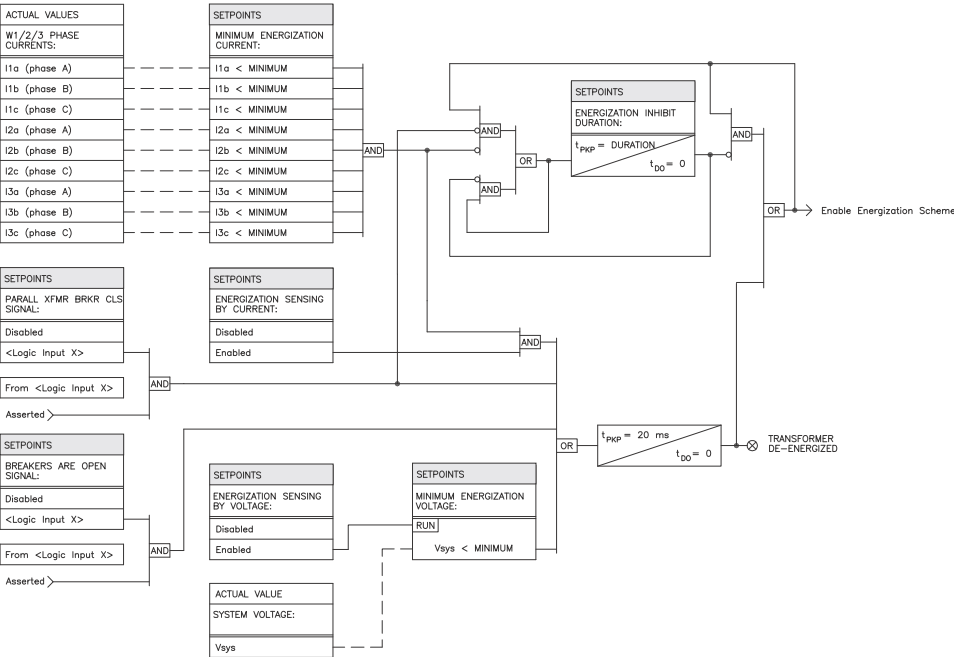 ACTUAL VALUES
W1/2/3 PHASE
CURRENTS:
I1a (phase A)
I1b (phase B)
I1c (phase C)
I2a (phase A)
I2b (phase B)
I2c (phase C)
I3a (phase A)
I3b (phase B)
I3c (phase C)
SETPOINTS
MINIMUM ENERGIZATION
CURRENT:
I1a < MINIMUM
I1b < MINIMUM
I1c < MINIMUM
I2a < MINIMUM
I2b < MINIMUM
I2c < MINIMUM
I3a < MINIMUM
I3b < MINIMUM
I3c < MINIMUM
AND
AND
AND
OR
SETPOINTS
ENERGIZATION INHIBIT
DURATION:
tPKP = DURATION
tDO = 0
AND
OR
Enable Energization Scheme
SETPOINTS
PARALL XFMR BRKR CLS
SIGNAL:
Disabled
<Logic Input X>
From <Logic Input X>
Asserted
AND
SETPOINTS
ENERGIZATION SENSING
BY CURRENT:
Disabled
Enabled
AND
OR
tPKP = 20 ms
tDO = 0
TRANSFORMER
DE-ENERGIZED
SETPOINTS
BREAKERS ARE OPEN
SIGNAL:
Disabled
<Logic Input X>
From <Logic Input X>
Asserted
AND
SETPOINTS
ENERGIZATION SENSING
BY VOLTAGE:
Disabled
Enabled
SETPOINTS
MINIMUM ENERGIZATION
VOLTAGE:
RUN
Vsys < MINIMUM
ACTUAL VALUE
SYSTEM VOLTAGE:
Vsys